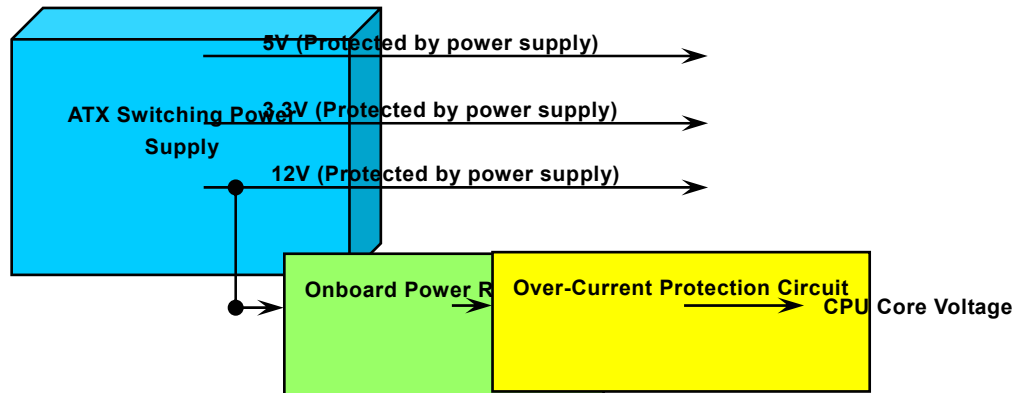 5V (Protected by power supply)
ATX Switching Power
Supply
3.3V (Protected by power supply)
12V (Protected by power supply)
Onboard Power R
Over-Current Protection Circuit
CPU Core Voltage